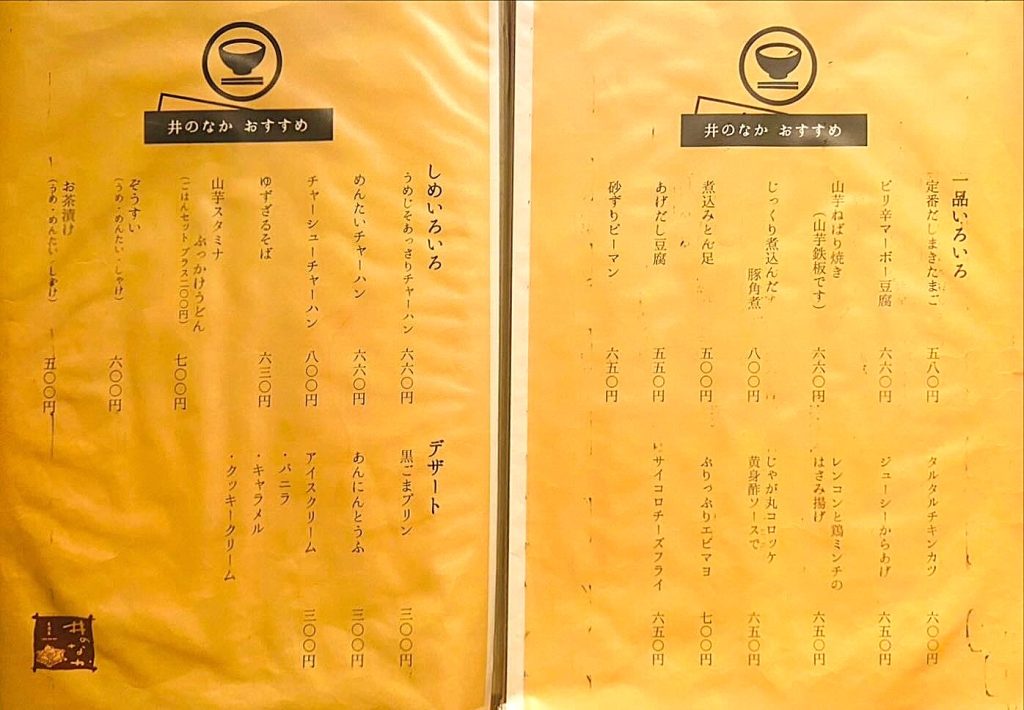 井のなか おすすめ
一品いろいろ
定番だしまきたまご 五八〇円
ピリ辛マーボー豆腐 六六〇円
山芋ねばり焼き
(山芋鉄板です) 六六〇円
じっくり煮込んだ
豚角煮 八〇〇円
煮込みとん足 五〇〇円
あげだし豆腐 五五〇円
砂ずりピーマン 六五〇円
タルタルチキンカツ 六〇〇円
ジューシーからあげ 六五〇円
レンコンと鶏ミンチの
はさみ揚げ 六五〇円
じゃが丸コロッケ
黄身酢ソースで 六五〇円
ぷりっぷりエビマヨ 七〇〇円
サイコロチーズフライ 六五〇円
井のなか おすすめ
しめいろいろ
うめじそあっさりチャーハン 六六〇円
めんたいチャーハン 六六〇円
チャーシューチャーハン 八〇〇円
ゆずざるそば 六三〇円
山芋スタミナ
ぶっかけうどん
(ごはんセットプラス二〇〇円) 七〇〇円
ぞうすい
(うめ・めんたい・しゃけ) 六〇〇円
お茶漬け
(うめ・めんたい・しゃけ) 五〇〇円
デザート
黒ごまプリン 三〇〇円
あんにんとうふ 三〇〇円
アイスクリーム 三〇〇円
・バニラ
・キャラメル
・クッキークリーム
井のなか